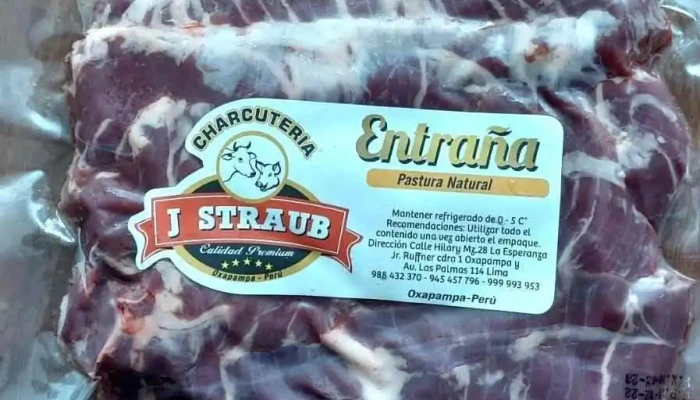 CHARCUTERIA
J STRAUB
Calidad Premium
Oxapampa - Perú
Entraña
Pastura Natural
Mantener refrigerado de 0 - 5 C°
Recomendaciones: Utilizar todo el
contenido una vez abierto el empaque.
Dirección Calle Hilary Mz.28 La Esperanza
Jr. Ruffner cdra 1 Oxapampa y
Av. Las Palmas 114 Lima
988 432 370 - 945 457 796 - 999 993 953
Oxapampa-Perú